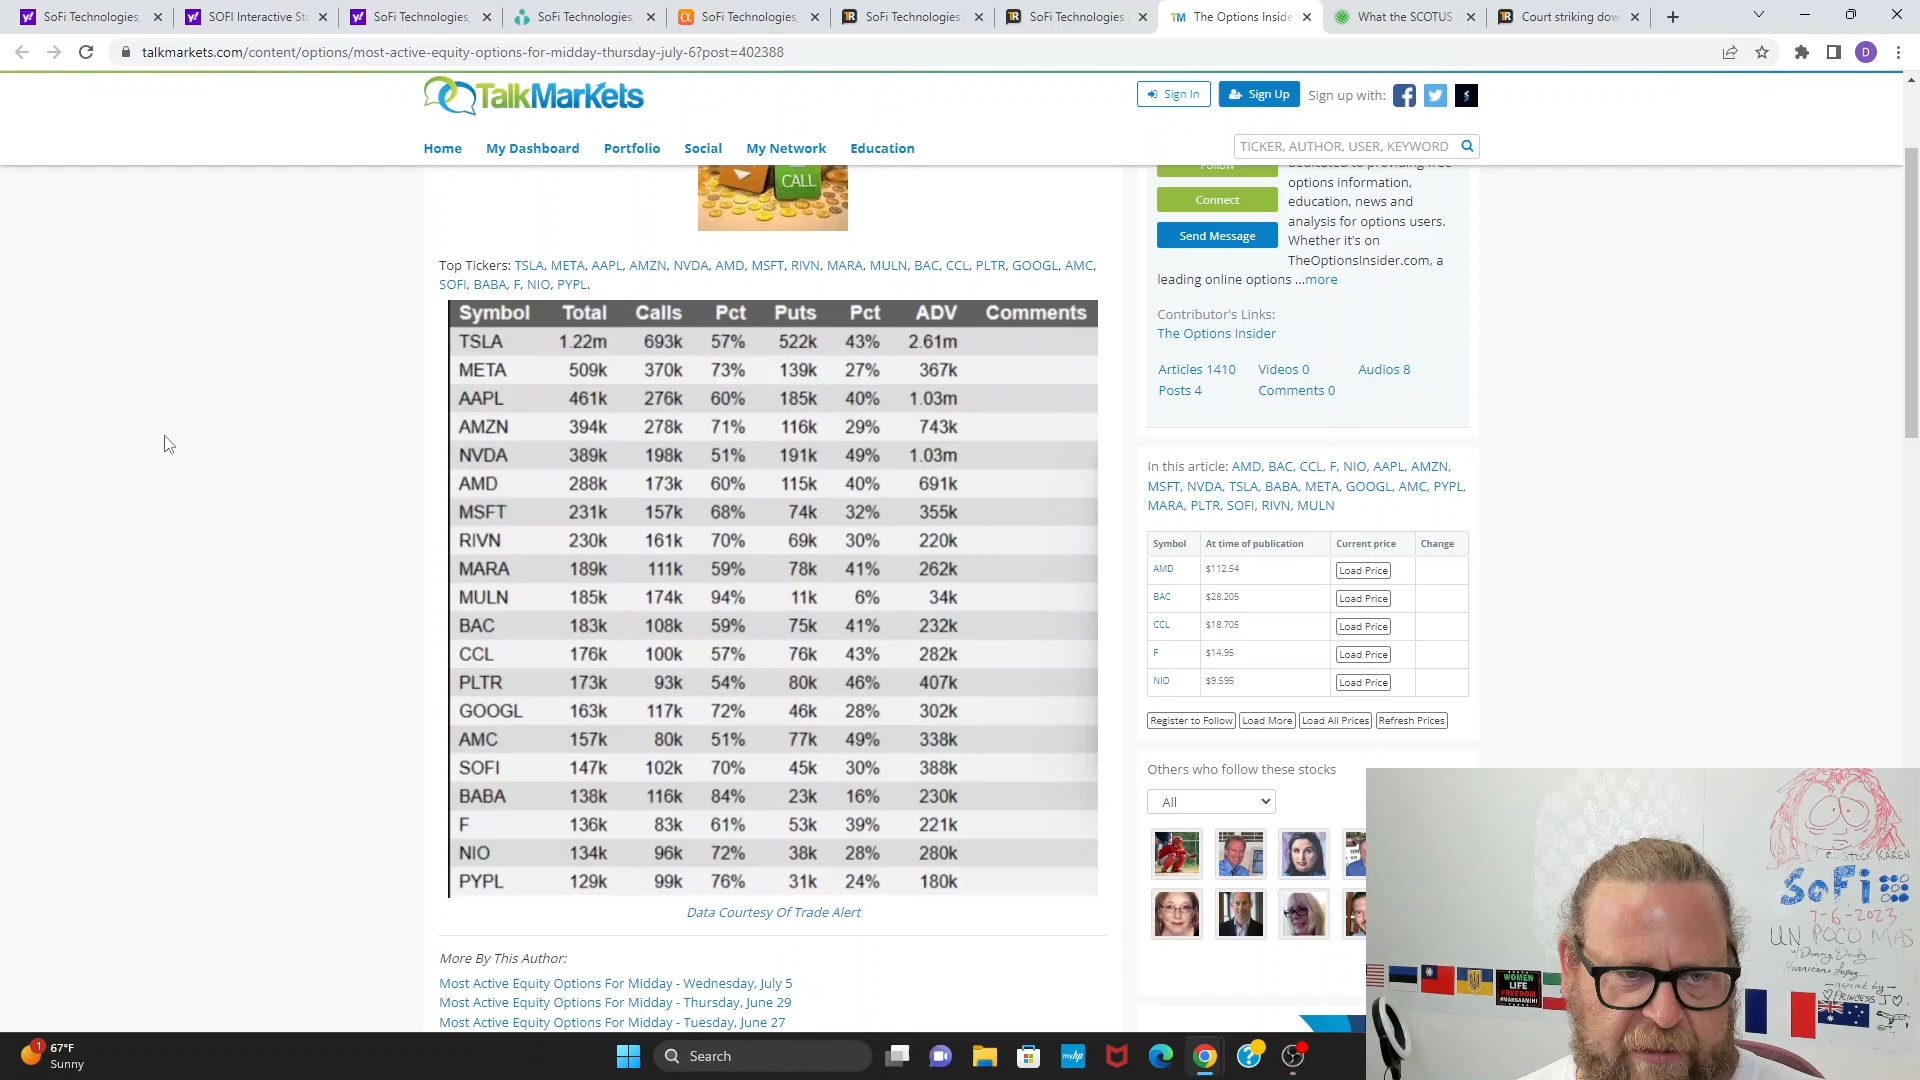 SoFi Technologies,
SOFI Interactive Sto
SoFi Technologies,
SoFi Technologies,
SoFi Technologies,
SoFi Technologies
SoFi Technologies
The Options Inside
What the SCOTUS
Court striking dow
talkmarkets.com/content/options/most-active-equity-options-for-midday-thursday-july-6?post=402388
D
TalkMarkets
Sign In
Sign Up
Sign up with:
Home
My Dashboard
Portfolio
Social
My Network
Education
TICKER, AUTHOR, USER, KEYWORD
CALL
Top Tickers: TSLA, META, AAPL, AMZN, NVDA, AMD, MSFT, RIVN, MARA, MULN, BAC, CCL, PLTR, GOOGL, AMC,
SOFI, BABA, F, NIO, PYPL.
Symbol Total Calls Pct Puts Pct ADV Comments
TSLA 1.22m 693k 57% 522k 43% 2.61m
META 509k 370k 73% 139k 27% 367k
AAPL 461k 276k 60% 185k 40% 1.03m
AMZN 394k 278k 71% 116k 29% 743k
NVDA 389k 198k 51% 191k 49% 1.03m
AMD 288k 173k 60% 115k 40% 691k
MSFT 231k 157k 68% 74k 32% 355k
RIVN 230k 161k 70% 69k 30% 220k
MARA 189k 111k 59% 78k 41% 262k
MULN 185k 174k 94% 11k 6% 34k
BAC 183k 108k 59% 75k 41% 232k
CCL 176k 100k 57% 76k 43% 282k
PLTR 173k 93k 54% 80k 46% 407k
GOOGL 163k 117k 72% 46k 28% 302k
AMC 157k 80k 51% 77k 49% 338k
SOFI 147k 102k 70% 45k 30% 388k
BABA 138k 116k 84% 23k 16% 230k
F 136k 83k 61% 53k 39% 221k
NIO 134k 96k 72% 38k 28% 280k
PYPL 129k 99k 76% 31k 24% 180k
Data Courtesy Of Trade Alert
More By This Author:
Most Active Equity Options For Midday - Wednesday, July 5
Most Active Equity Options For Midday - Thursday, June 29
Most Active Equity Options For Midday - Tuesday, June 27
Follow
Connect
Send Message
dedicated to providing free
options information,
education, news and
analysis for options users.
Whether it's on
TheOptionsInsider.com, a
leading online options ...more
Contributor's Links:
The Options Insider
Articles 1410 Videos 0 Audios 8
Posts 4 Comments 0
In this article: AMD, BAC, CCL, F, NIO, AAPL, AMZN,
MSFT, NVDA, TSLA, BABA, META, GOOGL, AMC, PYPL,
MARA, PLTR, SOFI, RIVN, MULN
Symbol At time of publication Current price Change
AMD $112.54 Load Price
BAC $28.205 Load Price
CCL $18.705 Load Price
F $14.95 Load Price
NIO $9.595 Load Price
Register to Follow Load More Load All Prices Refresh Prices
Others who follow these stocks
All
STOCK KAREN
SoFi
7-6-2023
UN POCO MAS
PRINCESS J
WOMEN
LIFE
FREEDOM
#MAHSAAMINI
1
67°F
Sunny
Search
myhp